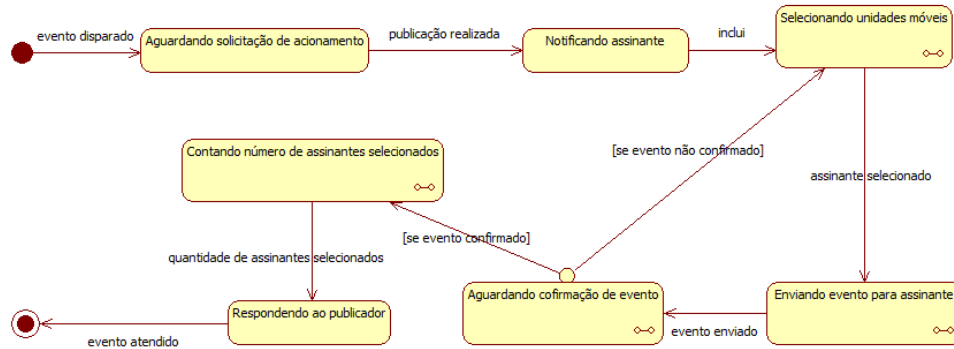 evento disparado
Aguardando solicitação de acionamento
publicação realizada
Notificando assinante
inclui
Selecionando unidades móveis
[se evento não confirmado]
assinante selecionado
Contando número de assinantes selecionados
[se evento confirmado]
quantidade de assinantes selecionados
Aguardando cofirmação de evento
evento enviado
Enviando evento para assinante
Respondendo ao publicador
evento atendido